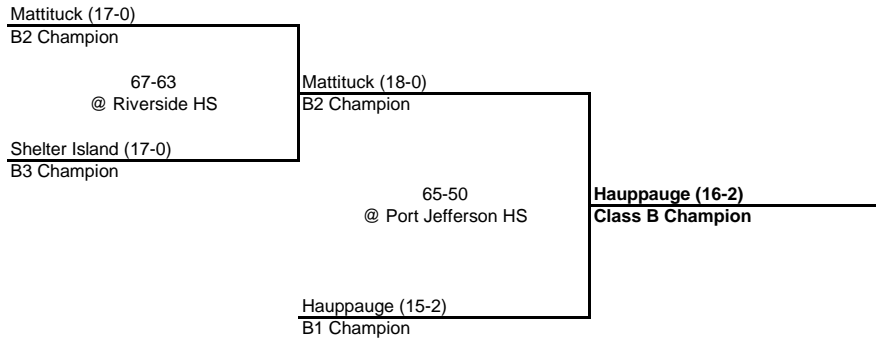 Mattituck (17-0)
B2 Champion
67-63
@ Riverside HS
Mattituck (18-0)
B2 Champion
Shelter Island (17-0)
B3 Champion
65-50
@ Port Jefferson HS
Hauppauge (16-2)
Class B Champion
Hauppauge (15-2)
B1 Champion